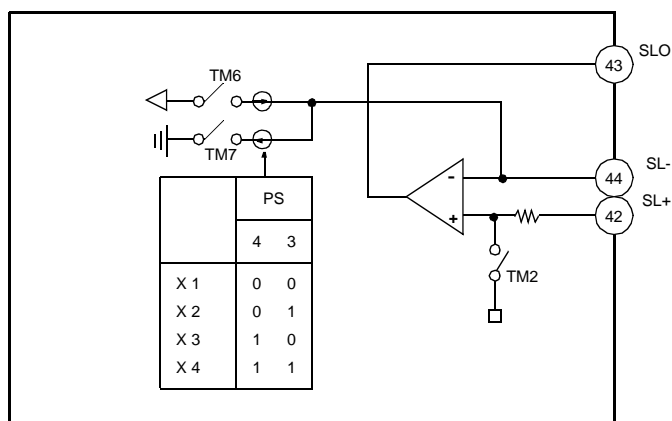 SLO
43
TM6
TM7
SL-
44
SL+
42
-
+
TM2
PS
4 3
X 1 0 0
X 2 0 1
X 3 1 0
X 4 1 1